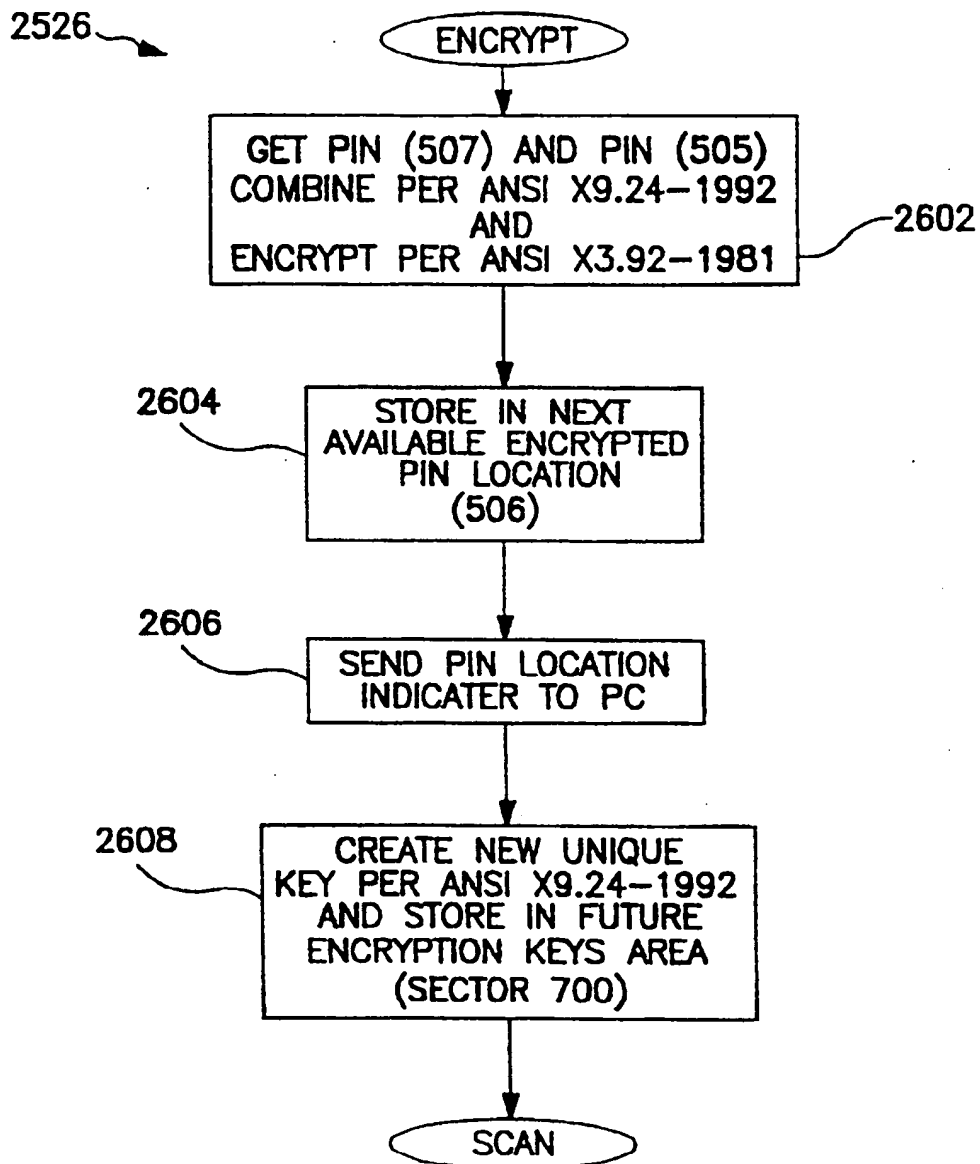 2526
ENCRYPT
GET PIN (507) AND PIN (505)
COMBINE PER ANSI X9.24-1992
AND
ENCRYPT PER ANSI X3.92-1981
2602
2604
STORE IN NEXT
AVAILABLE ENCRYPTED
PIN LOCATION
(506)
2606
SEND PIN LOCATION
INDICATER TO PC
2608
CREATE NEW UNIQUE
KEY PER ANSI X9.24-1992
AND STORE IN FUTURE
ENCRYPTION KEYS AREA
(SECTOR 700)
SCAN